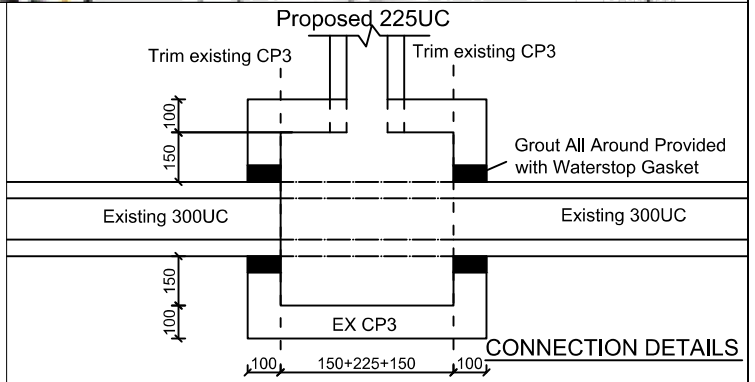 Proposed 225UC
Trim existing CP3
Trim existing CP3
100
150
Grout All Around Provided
with Waterstop Gasket
Existing 300UC
Existing 300UC
150
100
EX CP3
100
150+225+150
100
CONNECTION DETAILS